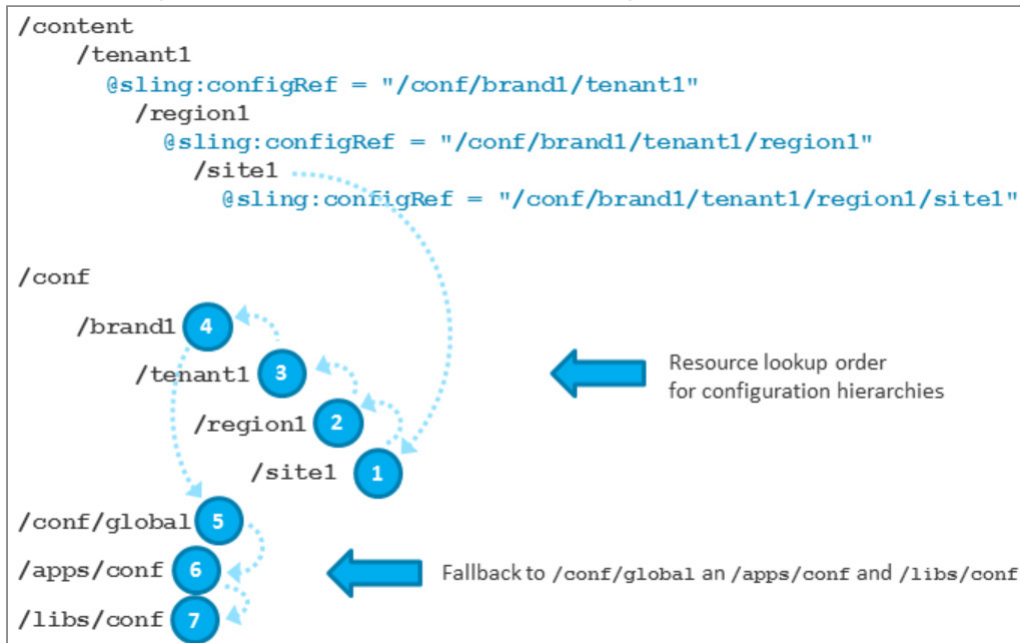 /content
/tenant1
@sling:configRef = "/conf/brand1/tenant1"
/region1
@sling:configRef = "/conf/brand1/tenant1/region1"
/site1
@sling:configRef = "/conf/brand1/tenant1/region1/site1"
/conf
/brand1 4
/tenant1 3
/region1 2
/site1 1
Resource lookup order
for configuration hierarchies
/conf/global 5
/apps/conf 6
/libs/conf 7
Fallback to /conf/global an /apps/conf and /libs/conf